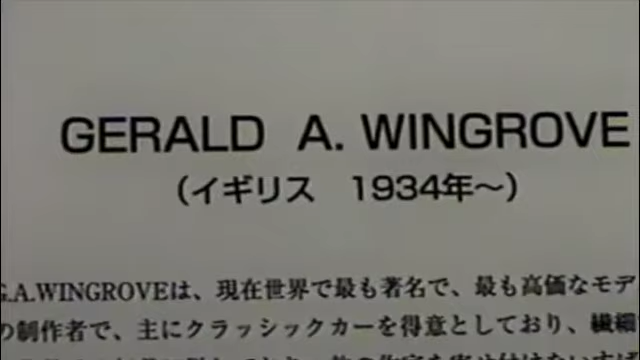 GERALD A. WINGROVE
（イギリス　1934年～）
G.A.WINGROVEは、現在世界で最も著名で、最も高価なモデ
の制作者で、主にクラッシックカーを得意としており、繊細